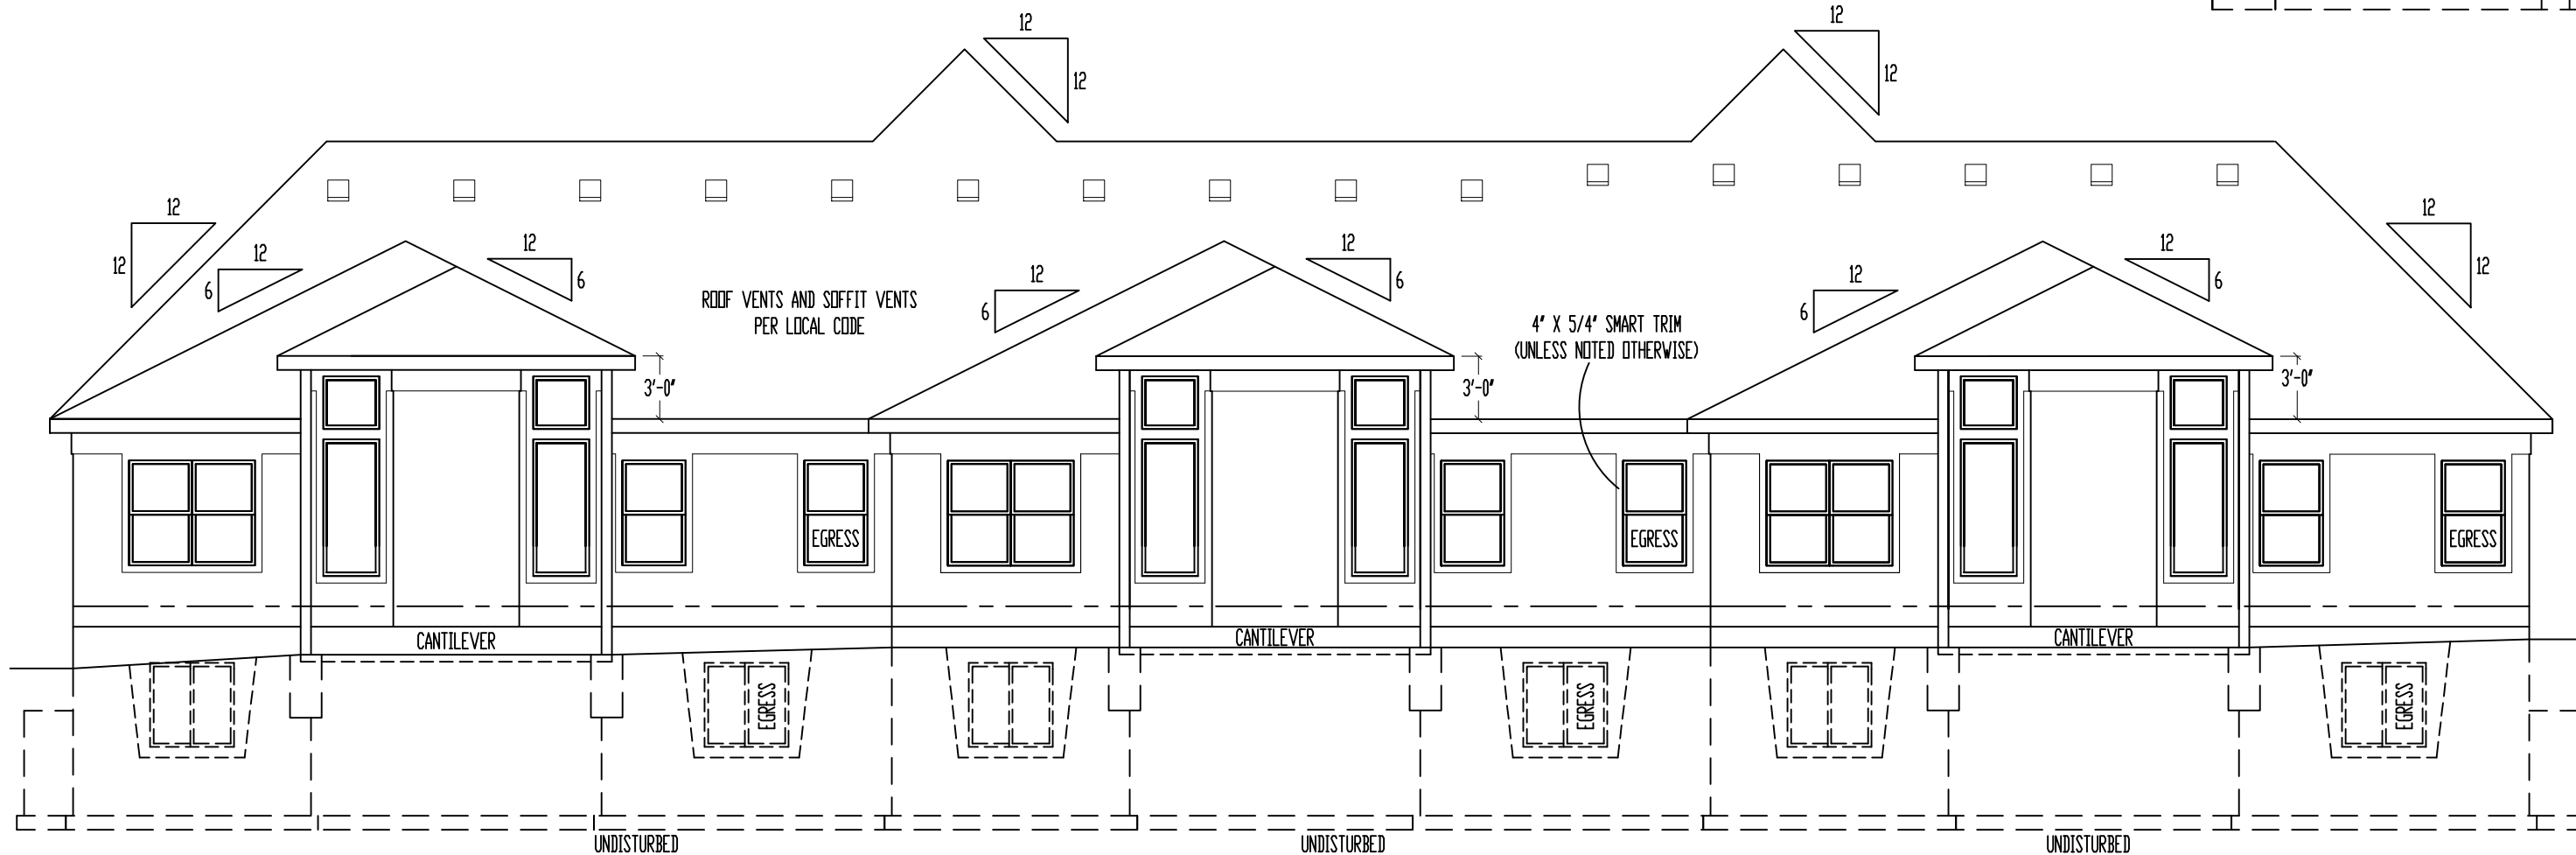 12
12
12
12
12
12
12
12
12
6
12
6
12
6
12
6
12
6
12
6
12
12
ROOF VENTS AND SOFFIT VENTS
PER LOCAL CODE
4" X 5/4" SMART TRIM
(UNLESS NOTED OTHERWISE)
3'-0"
3'-0"
3'-0"
EGRESS
EGRESS
EGRESS
CANTILEVER
CANTILEVER
CANTILEVER
EGRESS
EGRESS
EGRESS
UNDISTURBED
UNDISTURBED
UNDISTURBED